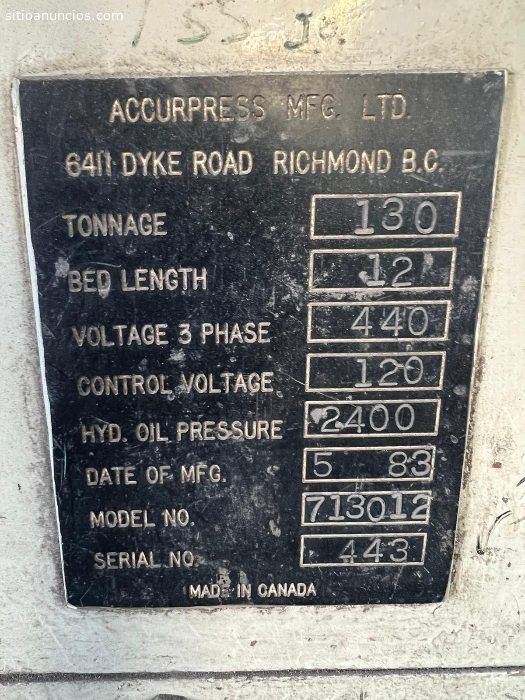 sitioanuncios.com
ACCURPRESS MFG. LTD.
6411 DYKE ROAD RICHMOND B.C.
TONNAGE 130
BED LENGTH 12
VOLTAGE 3 PHASE 440
CONTROL VOLTAGE 120
HYD. OIL PRESSURE 2400
DATE OF MFG. 5 83
MODEL NO. 713012
SERIAL NO. 443
MADE IN CANADA